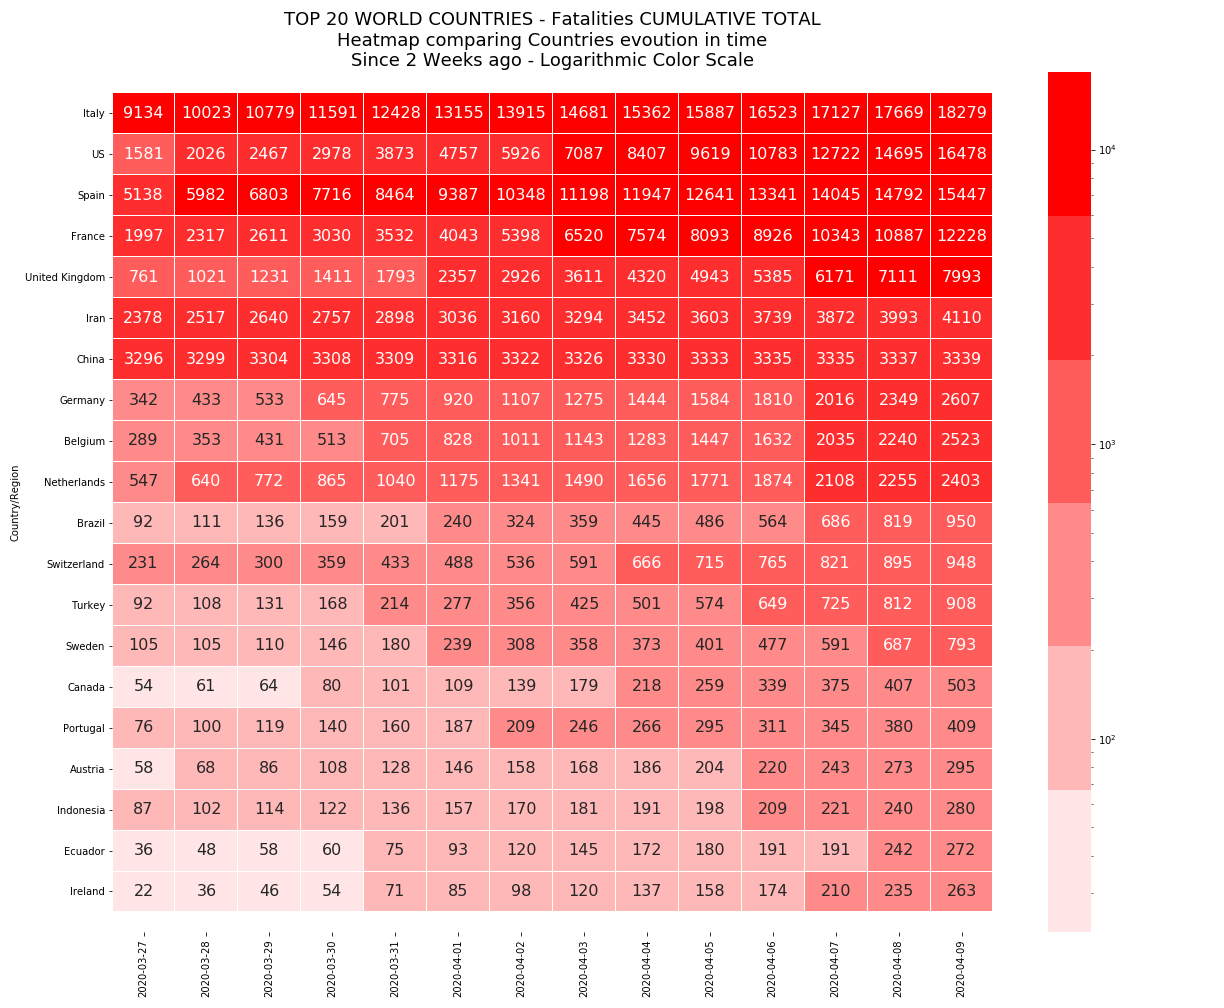 TOP 20 WORLD COUNTRIES - Fatalities CUMULATIVE TOTAL
Heatmap comparing Countries evoution in time
Since 2 Weeks ago - Logarithmic Color Scale
Country/Region
Italy 9134 10023 10779 11591 12428 13155 13915 14681 15362 15887 16523 17127 17669 18279
US 1581 2026 2467 2978 3873 4757 5926 7087 8407 9619 10783 12722 14695 16478
Spain 5138 5982 6803 7716 8464 9387 10348 11198 11947 12641 13341 14045 14792 15447
France 1997 2317 2611 3030 3532 4043 5398 6520 7574 8093 8926 10343 10887 12228
United Kingdom 761 1021 1231 1411 1793 2357 2926 3611 4320 4943 5385 6171 7111 7993
Iran 2378 2517 2640 2757 2898 3036 3160 3294 3452 3603 3739 3872 3993 4110
China 3296 3299 3304 3308 3309 3316 3322 3326 3330 3333 3335 3335 3337 3339
Germany 342 433 533 645 775 920 1107 1275 1444 1584 1810 2016 2349 2607
Belgium 289 353 431 513 705 828 1011 1143 1283 1447 1632 2035 2240 2523
Netherlands 547 640 772 865 1040 1175 1341 1490 1656 1771 1874 2108 2255 2403
Brazil 92 111 136 159 201 240 324 359 445 486 564 686 819 950
Switzerland 231 264 300 359 433 488 536 591 666 715 765 821 895 948
Turkey 92 108 131 168 214 277 356 425 501 574 649 725 812 908
Sweden 105 105 110 146 180 239 308 358 373 401 477 591 687 793
Canada 54 61 64 80 101 109 139 179 218 259 339 375 407 503
Portugal 76 100 119 140 160 187 209 246 266 295 311 345 380 409
Austria 58 68 86 108 128 146 158 168 186 204 220 243 273 295
Indonesia 87 102 114 122 136 157 170 181 191 198 209 221 240 280
Ecuador 36 48 58 60 75 93 120 145 172 180 191 191 242 272
Ireland 22 36 46 54 71 85 98 120 137 158 174 210 235 263
2020-03-27 2020-03-28 2020-03-29 2020-03-30 2020-03-31 2020-04-01 2020-04-02 2020-04-03 2020-04-04 2020-04-05 2020-04-06 2020-04-07 2020-04-08 2020-04-09
10⁴
10³
10²